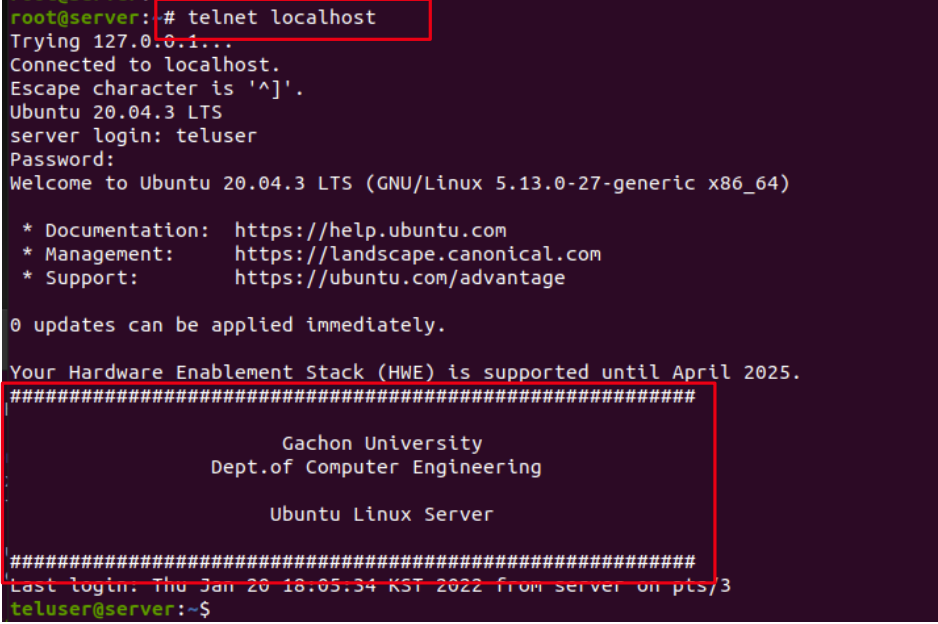 root@server:~# telnet localhost
Trying 127.0.0.1...
Connected to localhost.
Escape character is '^]'.
Ubuntu 20.04.3 LTS
server login: teluser
Password:
Welcome to Ubuntu 20.04.3 LTS (GNU/Linux 5.13.0-27-generic x86_64)
* Documentation:  https://help.ubuntu.com
* Management:     https://landscape.canonical.com
* Support:        https://ubuntu.com/advantage
0 updates can be applied immediately.
Your Hardware Enablement Stack (HWE) is supported until April 2025.
##########################################################
Gachon University
Dept.of Computer Engineering
Ubuntu Linux Server
##########################################################
Last login: Thu Jan 20 18:05:34 KST 2022 from server on pts/3
teluser@server:~$